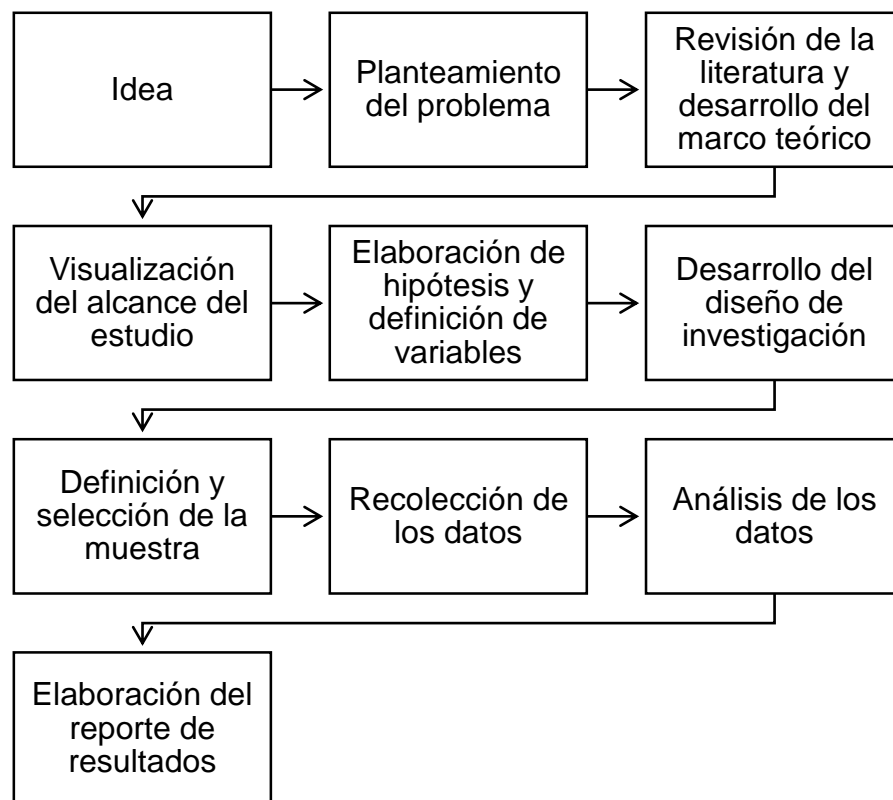 Idea
Planteamiento
del problema
Revisión de la
literatura y
desarrollo del
marco teórico
Visualización
del alcance del
estudio
Elaboración de
hipótesis y
definición de
variables
Desarrollo del
diseño de
investigación
Definición y
selección de la
muestra
Recolección de
los datos
Análisis de los
datos
Elaboración del
reporte de
resultados